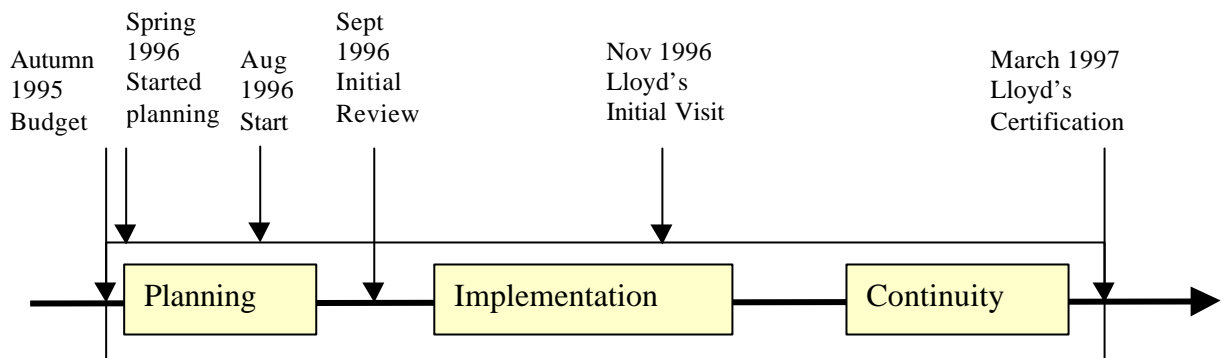 Autumn
1995
Budget
Spring
1996
Started
planning
Aug
1996
Start
Sept
1996
Initial
Review
Nov 1996
Lloyd's
Initial Visit
March 1997
Lloyd's
Certification
Planning
Implementation
Continuity